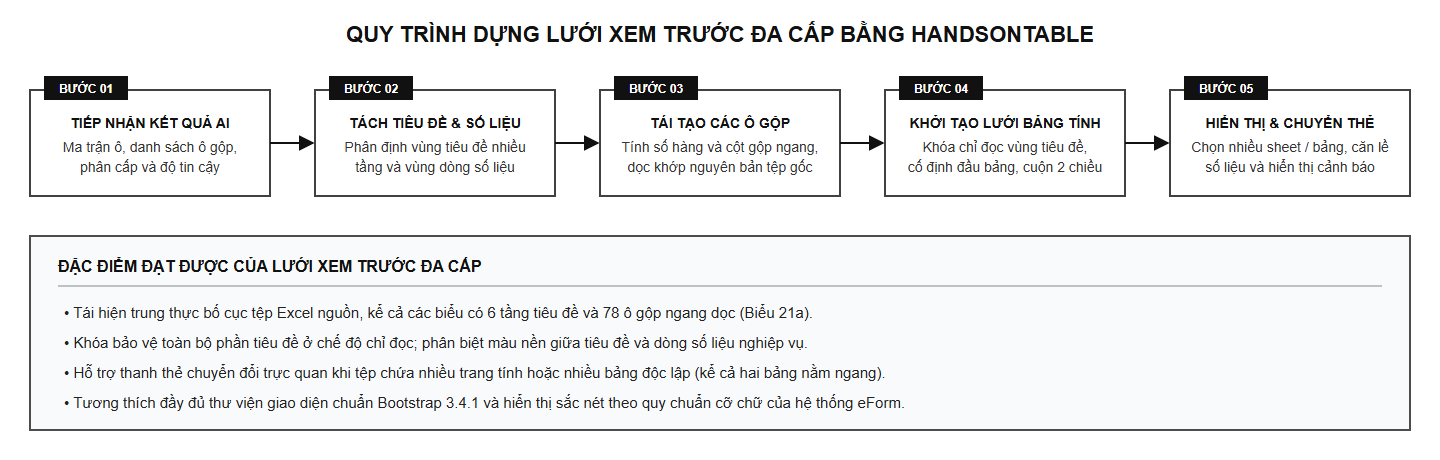 QUY TRÌNH DỰNG LƯỚI XEM TRƯỚC ĐA CẤP BẰNG HANDSONTABLE
BƯỚC 01
TIẾP NHẬN KẾT QUẢ AI
Ma trận ô, danh sách ô gộp,
phân cấp và độ tin cậy
BƯỚC 02
TÁCH TIÊU ĐỀ & SỐ LIỆU
Phân định vùng tiêu đề nhiều
tầng và vùng dòng số liệu
BƯỚC 03
TÁI TẠO CÁC Ô GỘP
Tính số hàng và cột gộp ngang,
dọc khớp nguyên bản tệp gốc
BƯỚC 04
KHỞI TẠO LƯỚI BẢNG TÍNH
Khóa chỉ đọc vùng tiêu đề,
cố định đầu bảng, cuộn 2 chiều
BƯỚC 05
HIỂN THỊ & CHUYỂN THẺ
Chọn nhiều sheet / bảng, căn lề
số liệu và hiển thị cảnh báo
ĐẶC ĐIỂM ĐẠT ĐƯỢC CỦA LƯỚI XEM TRƯỚC ĐA CẤP
• Tái hiện trung thực bố cục tệp Excel nguồn, kể cả các biểu có 6 tầng tiêu đề và 78 ô gộp ngang dọc (Biểu 21a).
• Khóa bảo vệ toàn bộ phần tiêu đề ở chế độ chỉ đọc; phân biệt màu nền giữa tiêu đề và dòng số liệu nghiệp vụ.
• Hỗ trợ thanh thẻ chuyển đổi trực quan khi tệp chứa nhiều trang tính hoặc nhiều bảng độc lập (kể cả hai bảng nằm ngang).
• Tương thích đầy đủ thư viện giao diện chuẩn Bootstrap 3.4.1 và hiển thị sắc nét theo quy chuẩn cỡ chữ của hệ thống eForm.